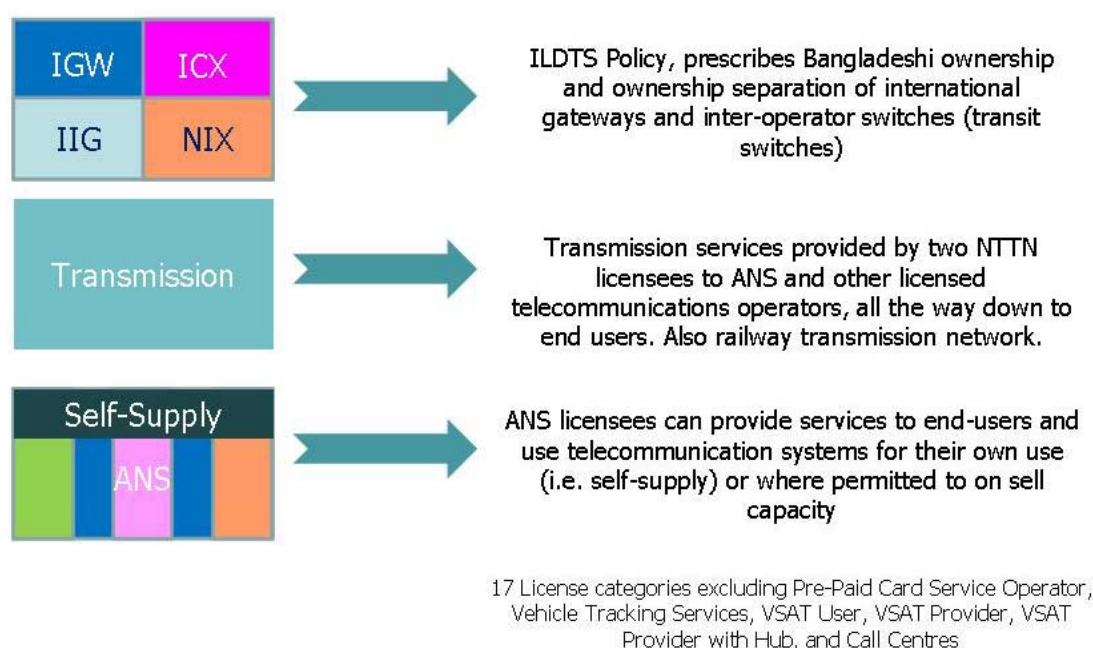 IGW ICX
IIG NIX
ILDTS Policy, prescribes Bangladeshi ownership
and ownership separation of international
gateways and inter-operator switches (transit
switches)
Transmission
Transmission services provided by two NTTN
licensees to ANS and other licensed
telecommunications operators, all the way down to
end users. Also railway transmission network.
Self-Supply
ANS
ANS licensees can provide services to end-users and
use telecommunication systems for their own use
(i.e. self-supply) or where permitted to on sell
capacity
17 License categories excluding Pre-Paid Card Service Operator,
Vehicle Tracking Services, VSAT User, VSAT Provider, VSAT
Provider with Hub, and Call Centres